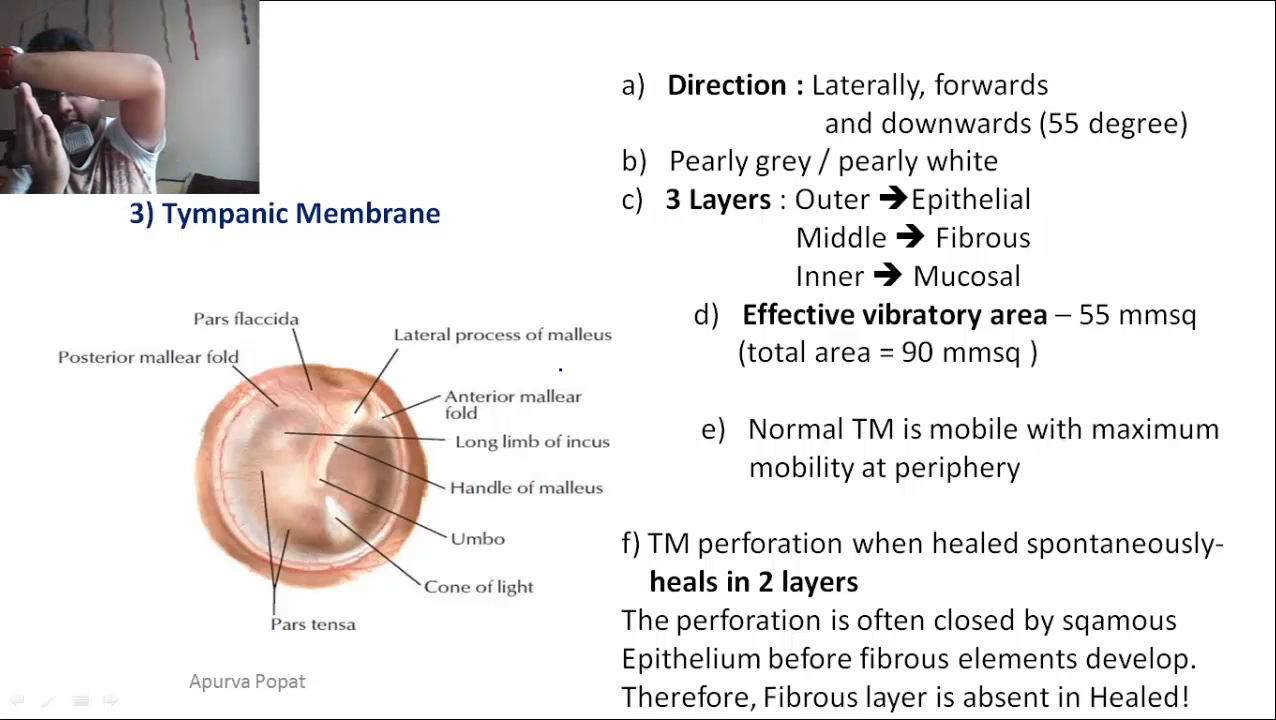 3) Tympanic Membrane
Pars flaccida
Lateral process of malleus
Posterior mallear fold
Anterior mallear
fold
Long limb of incus
Handle of malleus
Umbo
Cone of light
Pars tensa
Apurva Popat
a) Direction : Laterally, forwards
and downwards (55 degree)
b) Pearly grey / pearly white
c) 3 Layers : Outer ➔Epithelial
Middle ➔ Fibrous
Inner ➔ Mucosal
d) Effective vibratory area – 55 mmsq
(total area = 90 mmsq )
e) Normal TM is mobile with maximum
mobility at periphery
f) TM perforation when healed spontaneously-
heals in 2 layers
The perforation is often closed by sqamous
Epithelium before fibrous elements develop.
Therefore, Fibrous layer is absent in Healed!